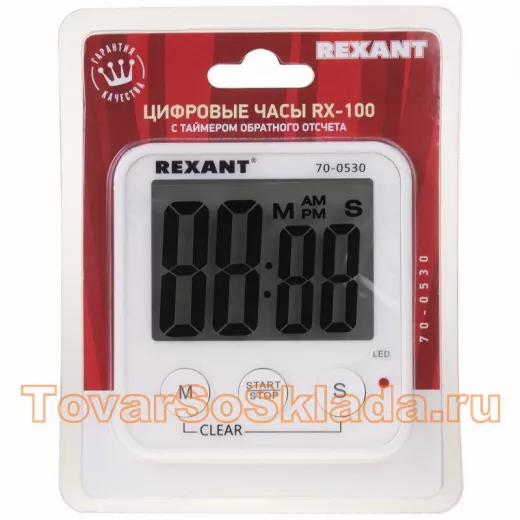 ГАРАНТИЯ
КАЧЕСТВА
REXANT
ЦИФРОВЫЕ ЧАСЫ RX-100
С ТАЙМЕРОМ ОБРАТНОГО ОТСЧЕТА
REXANT®
70-0530
M AM PM S
88:88
70-0530
LED
M
START
STOP
S
CLEAR
TovarSoSklada.ru